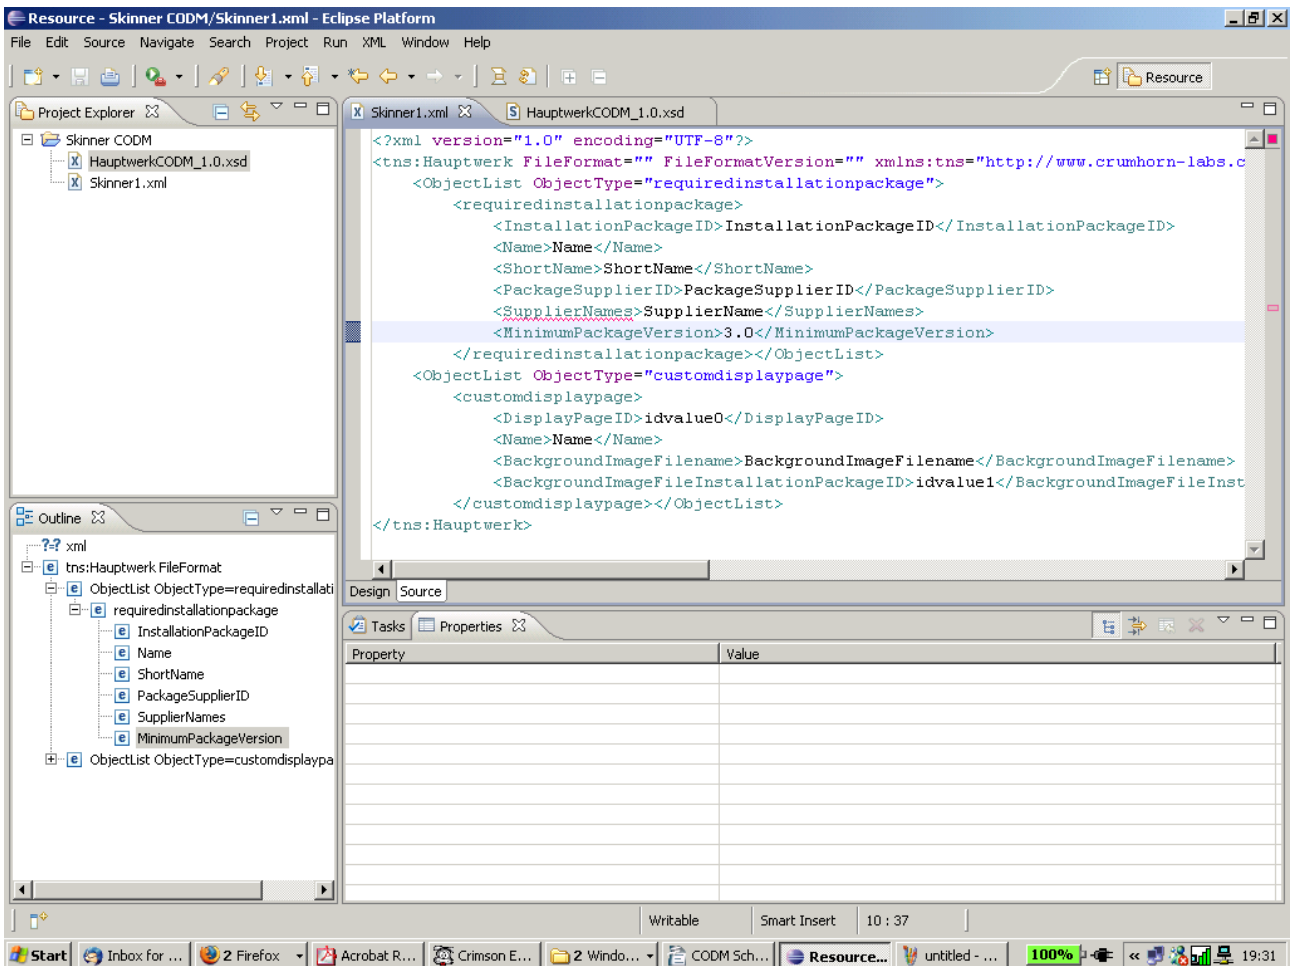 Resource - Skinner CODM/Skinner1.xml - Eclipse Platform
File Edit Source Navigate Search Project Run XML Window Help
Resource
Project Explorer
Skinner CODM
HauptwerkCODM_1.0.xsd
Skinner1.xml
Skinner1.xml HauptwerkCODM_1.0.xsd
<?xml version="1.0" encoding="UTF-8"?>
<tns:Hauptwerk FileFormat="" FileFormatVersion="" xmlns:tns="http://www.crumhorn-labs.c
<ObjectList ObjectType="requiredinstallationpackage">
<requiredinstallationpackage>
<InstallationPackageID>InstallationPackageID</InstallationPackageID>
<Name>Name</Name>
<ShortName>ShortName</ShortName>
<PackageSupplierID>PackageSupplierID</PackageSupplierID>
<SupplierNames>SupplierName</SupplierNames>
<MinimumPackageVersion>3.0</MinimumPackageVersion>
</requiredinstallationpackage></ObjectList>
<ObjectList ObjectType="customdisplaypage">
<customdisplaypage>
<DisplayPageID>idvalue0</DisplayPageID>
<Name>Name</Name>
<BackgroundImageFilename>BackgroundImageFilename</BackgroundImageFilename>
<BackgroundImageFileInstallationPackageID>idvalue1</BackgroundImageFileInst
</customdisplaypage></ObjectList>
</tns:Hauptwerk>
Design Source
Outline
?=? xml
tns:Hauptwerk FileFormat
ObjectList ObjectType=requiredinstallati
requiredinstallationpackage
InstallationPackageID
Name
ShortName
PackageSupplierID
SupplierNames
MinimumPackageVersion
ObjectList ObjectType=customdisplaypa
Tasks Properties
Property Value
Writable Smart Insert 10 : 37
Start Inbox for ... 2 Firefox Acrobat R... Crimson E... 2 Windo... CODM Sch... Resource... untitled - ... 100% « 19:31